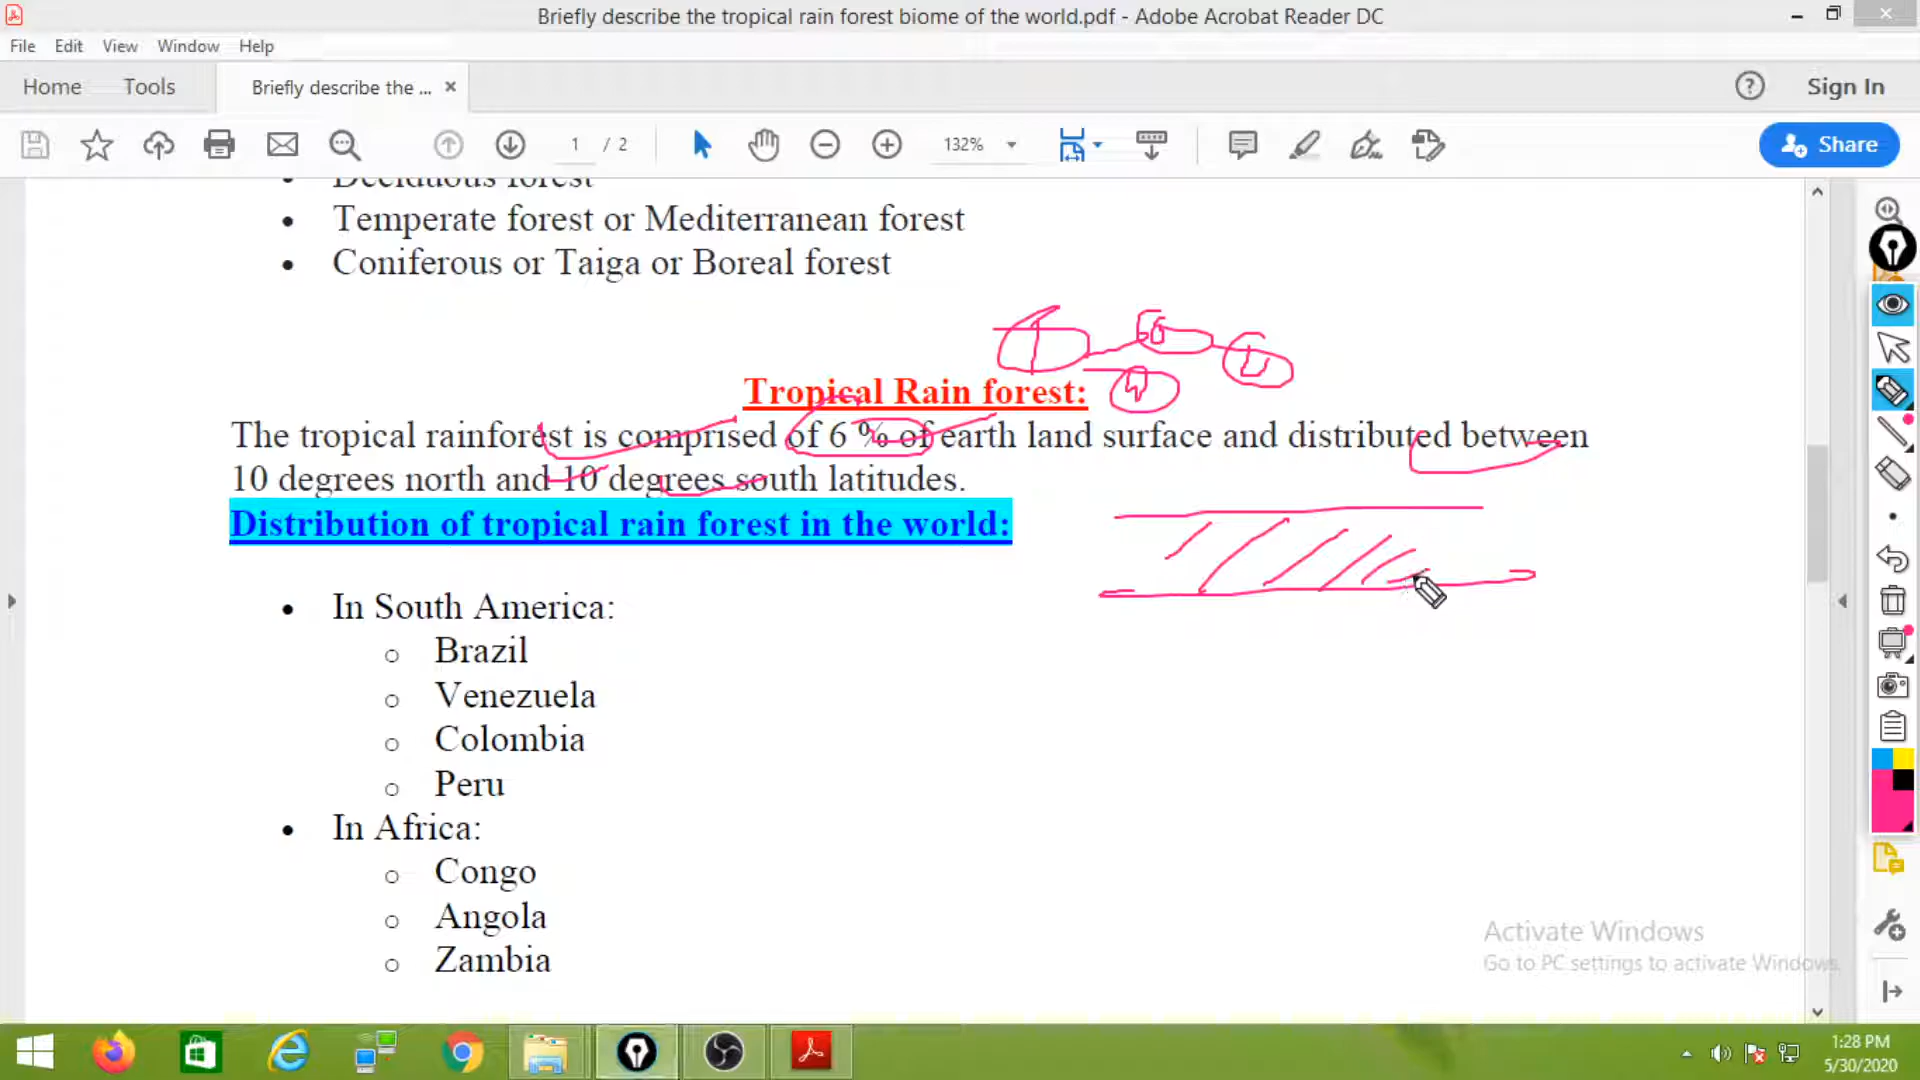 Briefly describe the tropical rain forest biome of the world.pdf - Adobe Acrobat Reader DC
File Edit View Window Help
Home Tools Briefly describe the ... ×
Sign In
1 / 2
132%
Share
Deciduous forest
Temperate forest or Mediterranean forest
Coniferous or Taiga or Boreal forest
Tropical Rain forest:
The tropical rainforest is comprised of 6 % of earth land surface and distributed between
10 degrees north and 10 degrees south latitudes.
Distribution of tropical rain forest in the world:
In South America:
Brazil
Venezuela
Colombia
Peru
In Africa:
Congo
Angola
Zambia
Activate Windows
Go to PC settings to activate Windows.
1:28 PM
5/30/2020